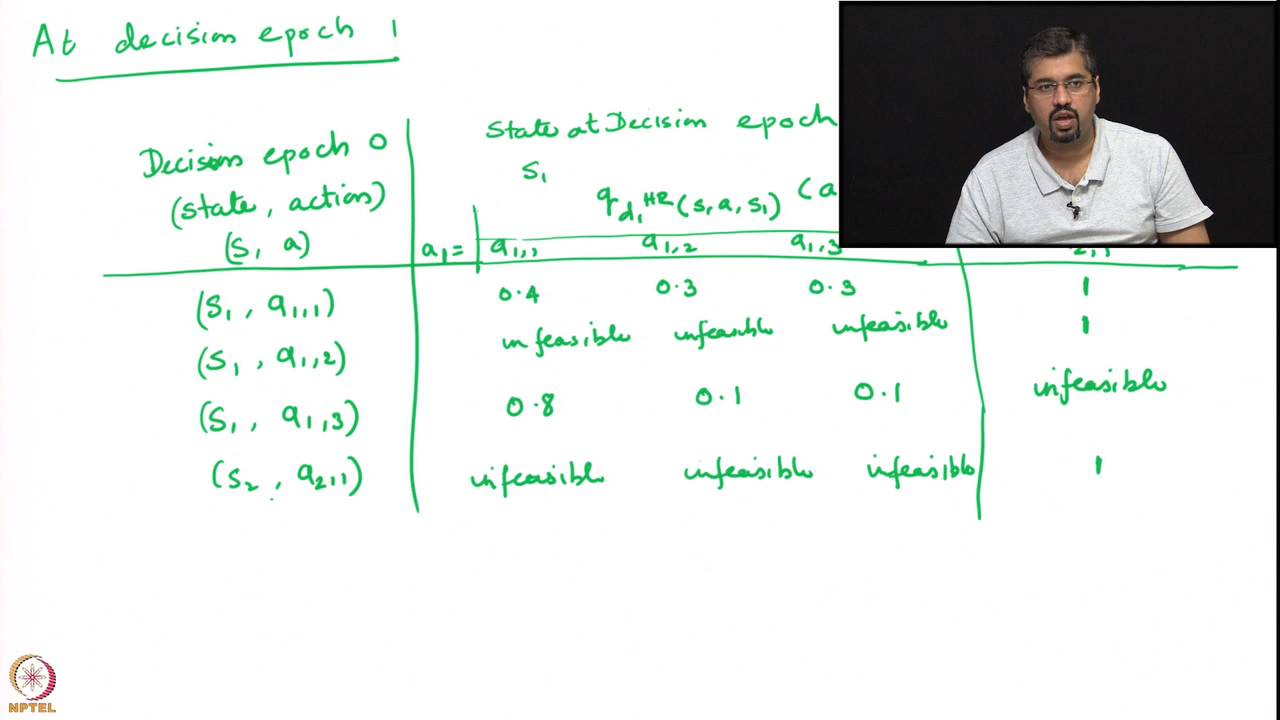 At decision epoch 1
State at Decision epoch
Decision epoch 0
S₁
(state, action)
q d₁ᴴᴿ(s, a, s₁) (a
(s, a)
a₁ = a₁,₁ a₁,₂ a₁,₃
(S₁, a₁,₁) 0.4 0.3 0.3 1
(S₁, a₁,₂) infeasible infeasible infeasible 1
(S₁, a₁,₃) 0.8 0.1 0.1 infeasible
(S₂, a₂,₁) infeasible infeasible infeasible 1
NPTEL